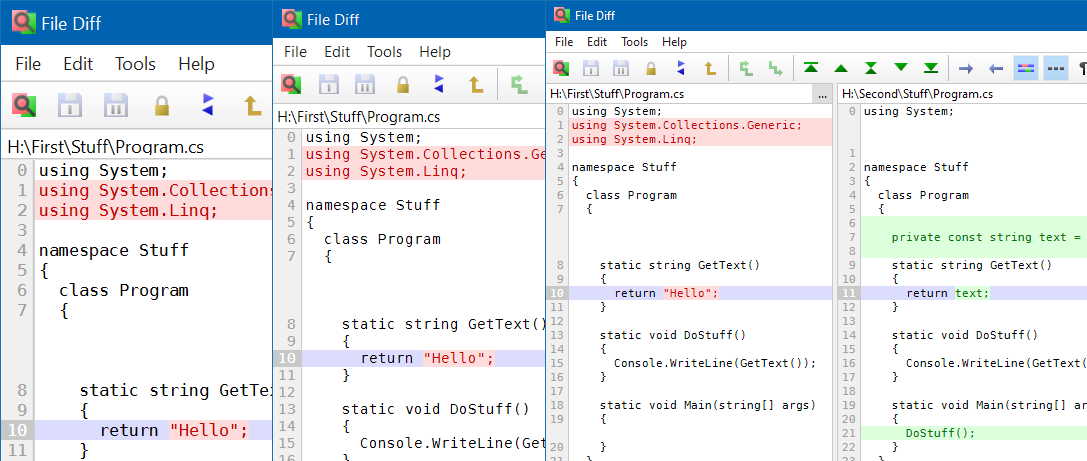 File Diff
File Edit Tools Help
H:\First\Stuff\Program.cs
0 using System;
1 using System.Collections
2 using System.Linq;
3
4 namespace Stuff
5 {
6 class Program
7 {
8 static string GetTex
9 {
10 return "Hello";
11 }
File Diff
File Edit Tools Help
H:\First\Stuff\Program.cs
0 using System;
1 using System.Collections.Ge
2 using System.Linq;
3
4 namespace Stuff
5 {
6 class Program
7 {
8 static string GetText()
9 {
10 return "Hello";
11 }
12
13 static void DoStuff()
14 {
15 Console.WriteLine(Get
16 }
File Diff
File Edit Tools Help
H:\First\Stuff\Program.cs ...
0 using System;
1 using System.Collections.Generic;
2 using System.Linq;
3
4 namespace Stuff
5 {
6 class Program
7 {
8 static string GetText()
9 {
10 return "Hello";
11 }
12
13 static void DoStuff()
14 {
15 Console.WriteLine(GetText());
16 }
17
18 static void Main(string[] args)
19 {
20 }
21 }
H:\Second\Stuff\Program.cs
0 using System;
1
2 namespace Stuff
3 {
4 class Program
5 {
6
7 private const string text =
8
9 static string GetText()
10 {
11 return text;
12 }
13
14 static void DoStuff()
15 {
16 Console.WriteLine(GetText(
17 }
18
19 static void Main(string[] ar
20 {
21 DoStuff();
22 }
23 }